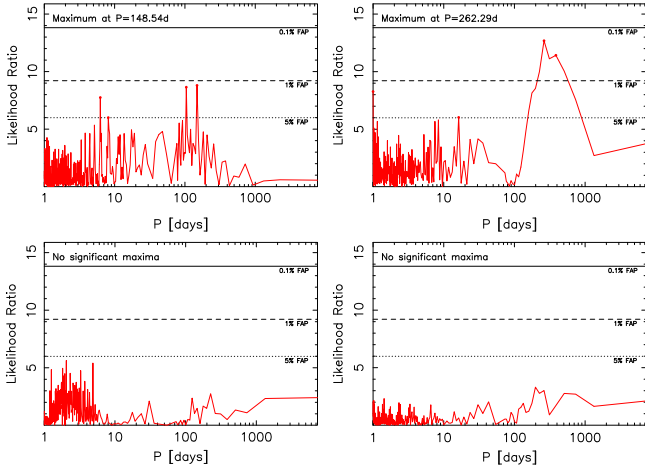 Maximum at P=148.54d
0.1% FAP
1% FAP
5% FAP
15
10
5
Likelihood Ratio
1
10
100
1000
P [days]
Maximum at P=262.29d
0.1% FAP
1% FAP
5% FAP
15
10
5
Likelihood Ratio
1
10
100
1000
P [days]
No significant maxima
0.1% FAP
1% FAP
5% FAP
15
10
5
Likelihood Ratio
1
10
100
1000
P [days]
No significant maxima
0.1% FAP
1% FAP
5% FAP
15
10
5
Likelihood Ratio
1
10
100
1000
P [days]